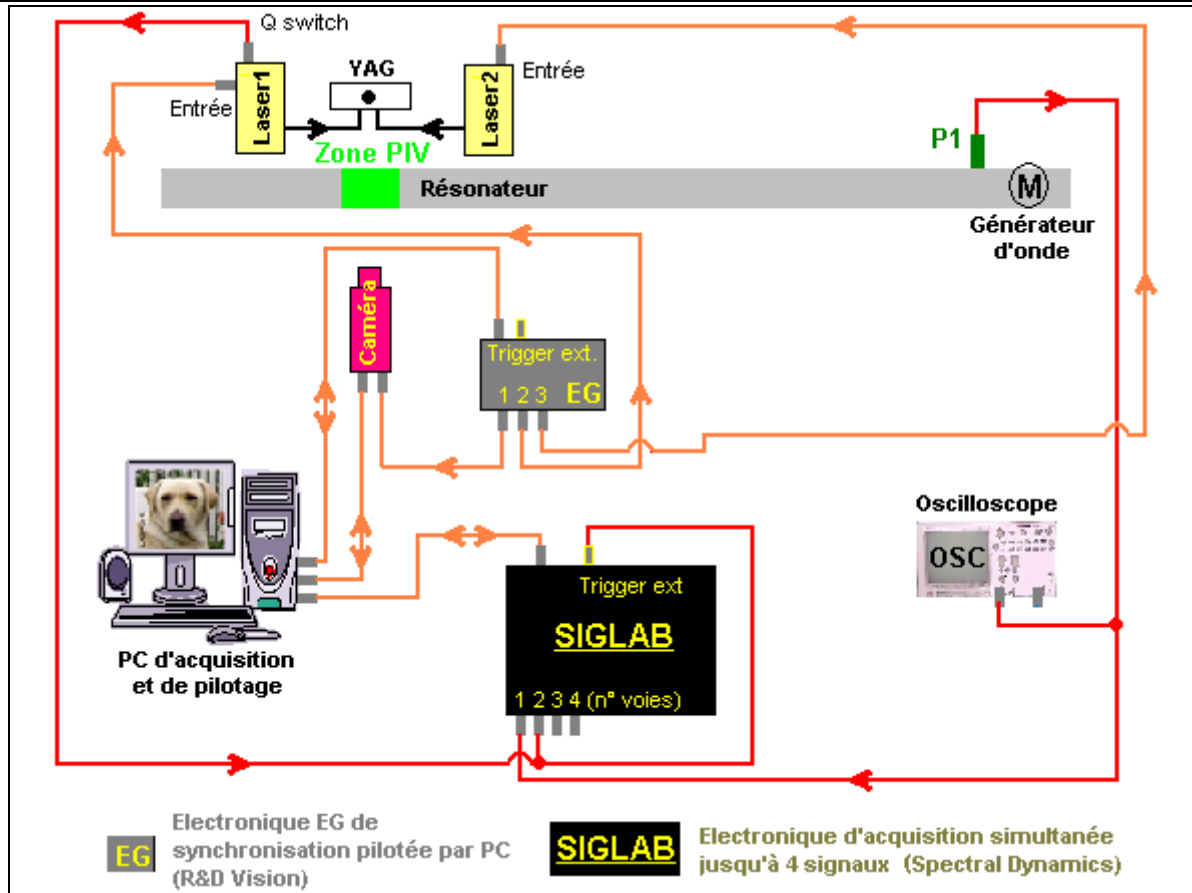 Q switch
YAG
Laser1
Laser2
Entrée
Entrée
P1
Zone PIV
Résonateur
M
Générateur
d'onde
Caméra
Trigger ext.
1 2 3 EG
Oscilloscope
OSC
Trigger ext
SIGLAB
PC d'acquisition
et de pilotage
1 2 3 4 (n° voies)
EG
Electronique EG de
synchronisation pilotée par PC
(R&D Vision)
SIGLAB
Electronique d'acquisition simultanée
jusqu'à 4 signaux (Spectral Dynamics)